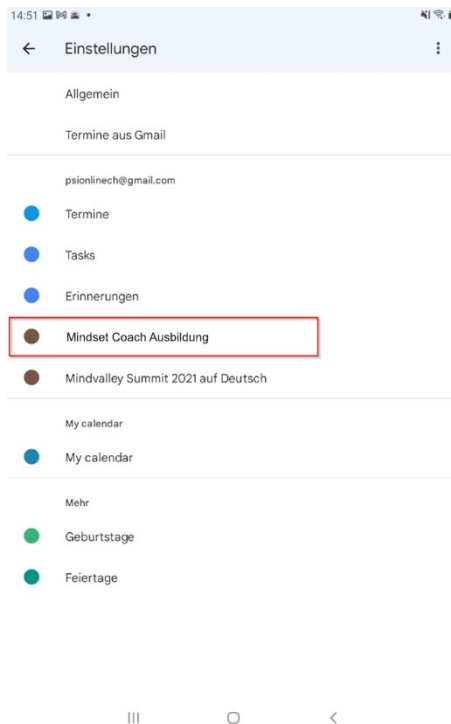 14:51
Einstellungen
Allgemein
Termine aus Gmail
psionlinech@gmail.com
Termine
Tasks
Erinnerungen
Mindset Coach Ausbildung
Mindvalley Summit 2021 auf Deutsch
My calendar
My calendar
Mehr
Geburtstage
Feiertage